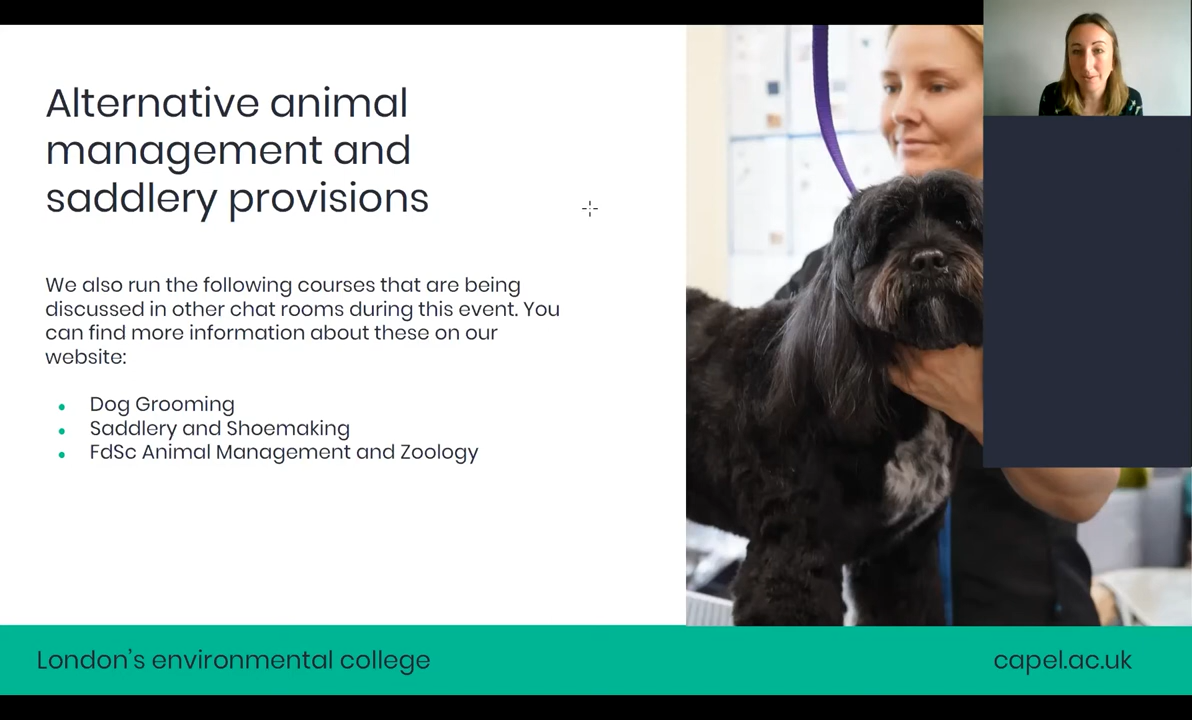 Alternative animal
management and
saddlery provisions
We also run the following courses that are being
discussed in other chat rooms during this event. You
can find more information about these on our
website:
• Dog Grooming
• Saddlery and Shoemaking
• FdSc Animal Management and Zoology
London's environmental college
capel.ac.uk